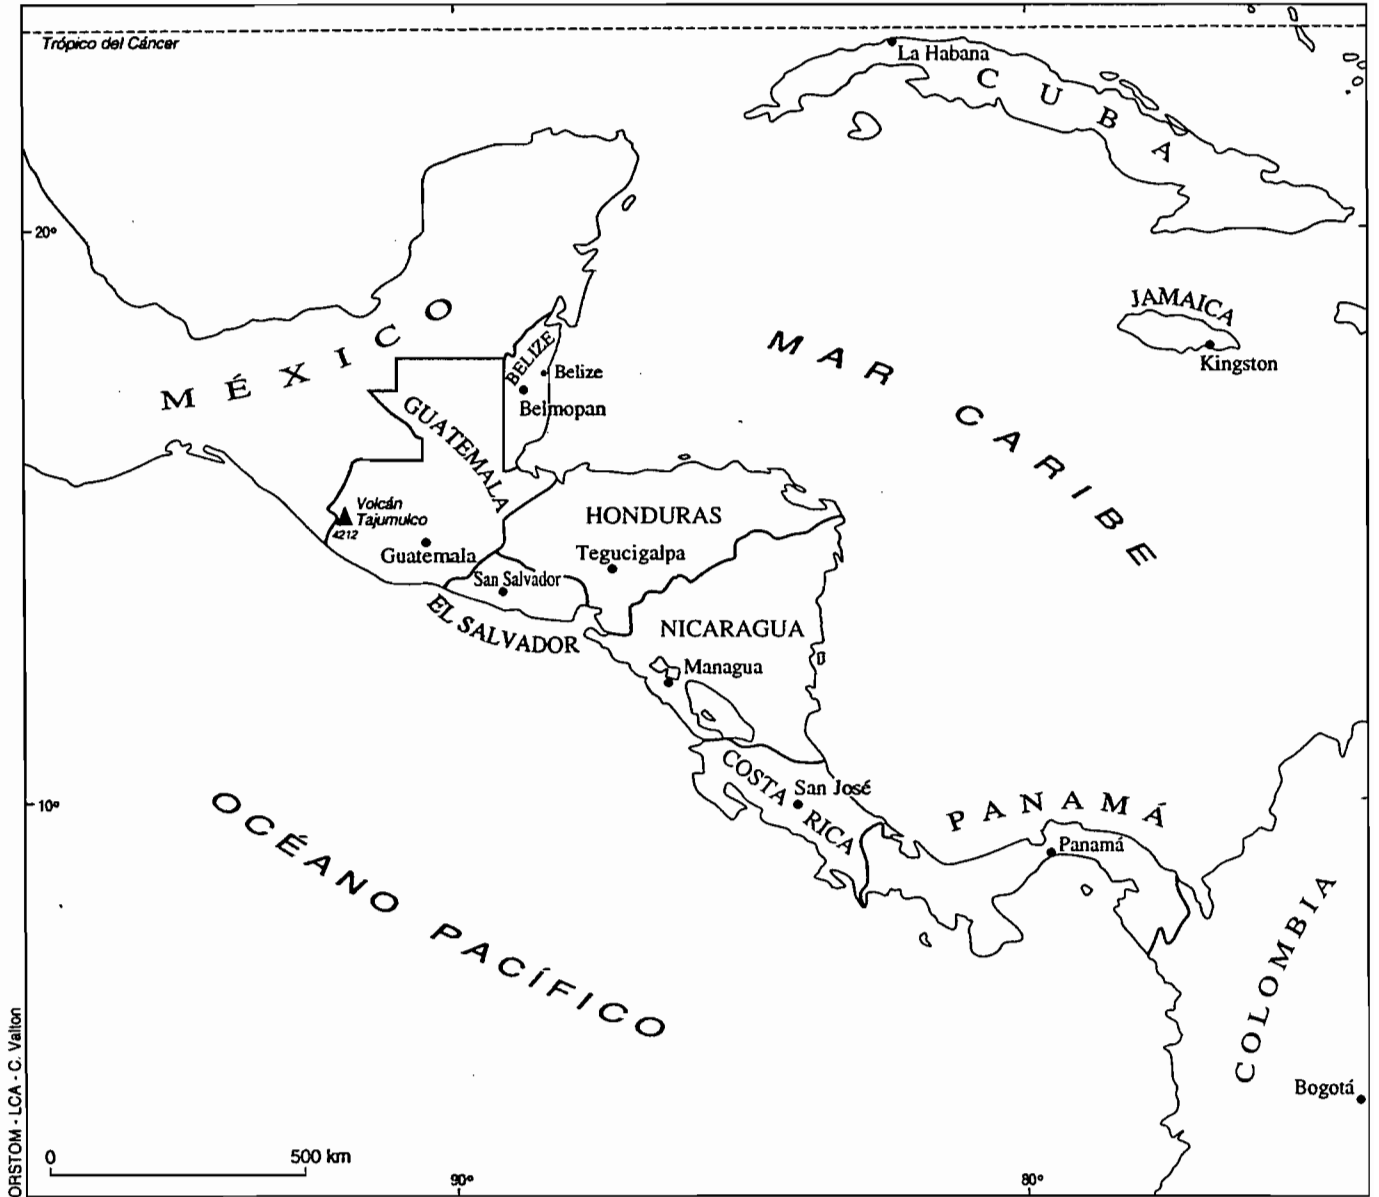 Trópico del Cáncer
La Habana
CUBA
20°
JAMAICA
Kingston
MÉXICO
MAR CARIBE
BELIZE
Belize
Belmopan
GUATEMALA
Volcán
Tajumulco
4212
Guatemala
HONDURAS
Tegucigalpa
San Salvador
EL SALVADOR
NICARAGUA
Managua
COSTA RICA
San José
10°
PANAMÁ
Panamá
OCÉANO PACÍFICO
COLOMBIA
Bogotá
ORSTOM - LCA - C. Valton
0 500 km
90° 80°